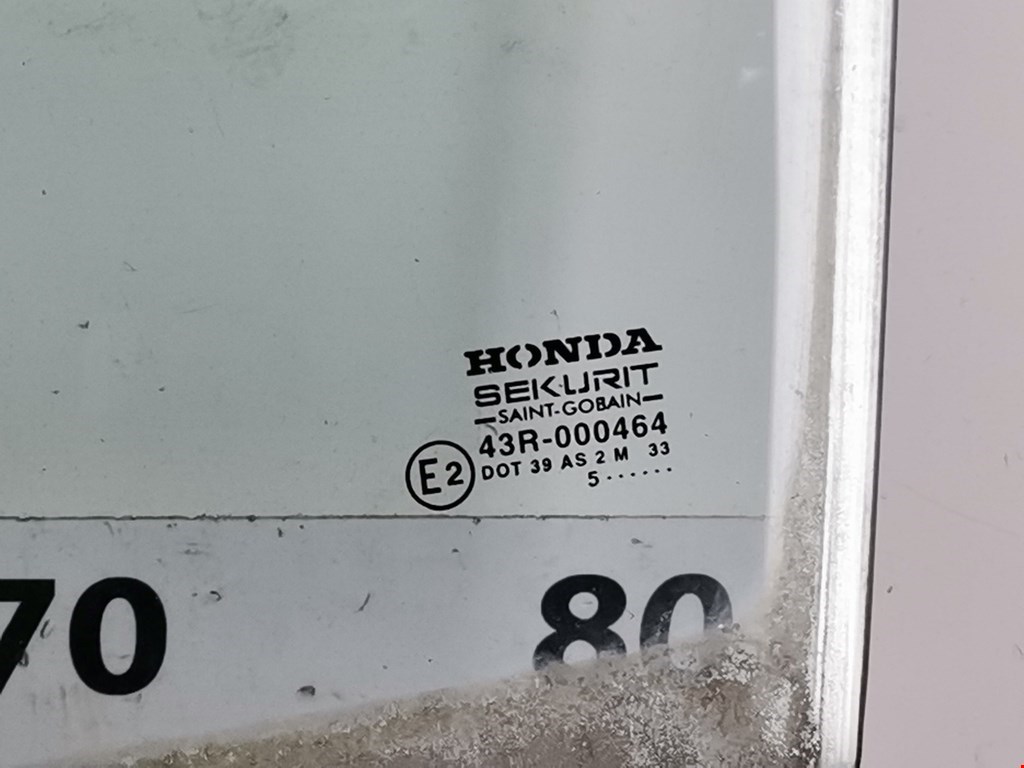 HONDA
SEKURIT
—SAINT-GOBAIN—
43R-000464
E2 DOT 39 AS 2 M 33
5······
70 80